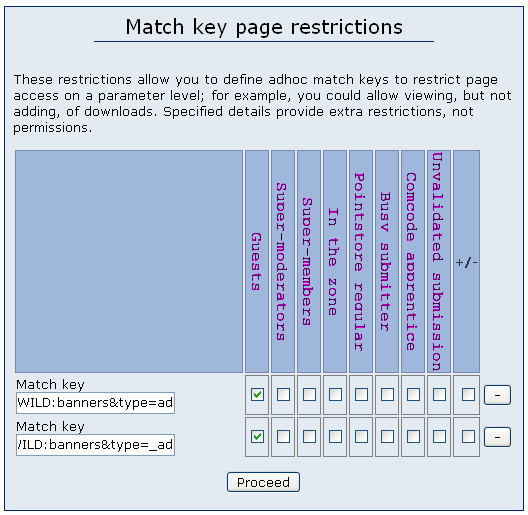 Match key page restrictions
These restrictions allow you to define adhoc match keys to restrict page
access on a parameter level; for example, you could allow viewing, but not
adding, of downloads. Specified details provide extra restrictions, not
permissions.
Guests
Super-moderators
Super-members
In the zone
Pointstore regular
Busy submitter
Comcode apprentice
Unvalidated submission
+/-
Match key
WILD:banners&type=ad
-
Match key
ILD:banners&type=_ad
-
Proceed